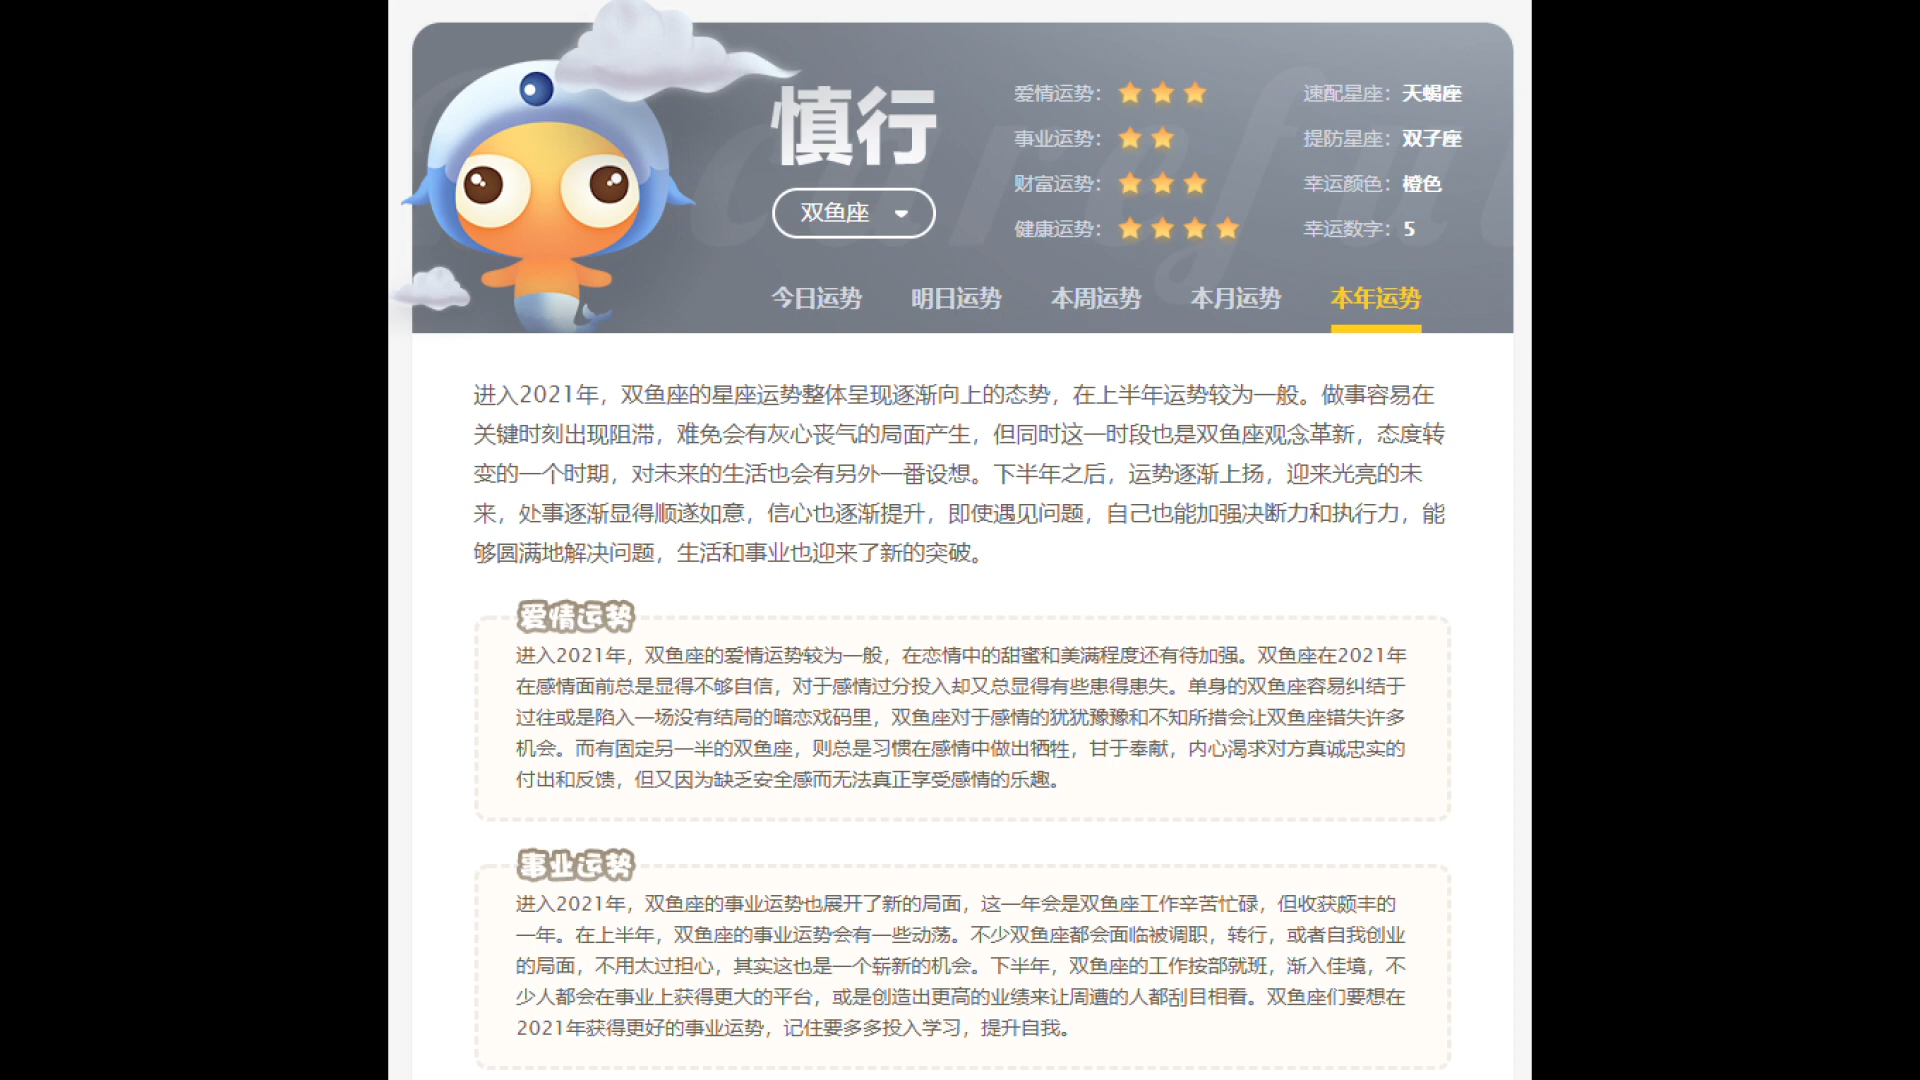 慎行
双鱼座
爱情运势：
事业运势：
财富运势：
健康运势：
速配星座：天蝎座
提防星座：双子座
幸运颜色：橙色
幸运数字：5
今日运势 明日运势 本周运势 本月运势 本年运势
进入2021年，双鱼座的星座运势整体呈现逐渐向上的态势，在上半年运势较为一般。做事容易在
关键时刻出现阻滞，难免会有灰心丧气的局面产生，但同时这一时段也是双鱼座观念革新，态度转
变的一个时期，对未来的生活也会有另外一番设想。下半年之后，运势逐渐上扬，迎来光亮的未
来，处事逐渐显得顺遂如意，信心也逐渐提升，即使遇见问题，自己也能加强决断力和执行力，能
够圆满地解决问题，生活和事业也迎来了新的突破。
爱情运势
进入2021年，双鱼座的爱情运势较为一般，在恋情中的甜蜜和美满程度还有待加强。双鱼座在2021年
在感情面前总是显得不够自信，对于感情过分投入却又总显得有些患得患失。单身的双鱼座容易纠结于
过往或是陷入一场没有结局的暗恋戏码里，双鱼座对于感情的犹犹豫豫和不知所措会让双鱼座错失许多
机会。而有固定另一半的双鱼座，则总是习惯在感情中做出牺牲，甘于奉献，内心渴求对方真诚忠实的
付出和反馈，但又因为缺乏安全感而无法真正享受感情的乐趣。
事业运势
进入2021年，双鱼座的事业运势也展开了新的局面，这一年会是双鱼座工作辛苦忙碌，但收获颇丰的
一年。在上半年，双鱼座的事业运势会有一些动荡。不少双鱼座都会面临被调职，转行，或者自我创业
的局面，不用太过担心，其实这也是一个崭新的机会。下半年，双鱼座的工作按部就班，渐入佳境，不
少人都会在事业上获得更大的平台，或是创造出更高的业绩来让周遭的人都刮目相看。双鱼座们要想在
2021年获得更好的事业运势，记住要多多投入学习，提升自我。